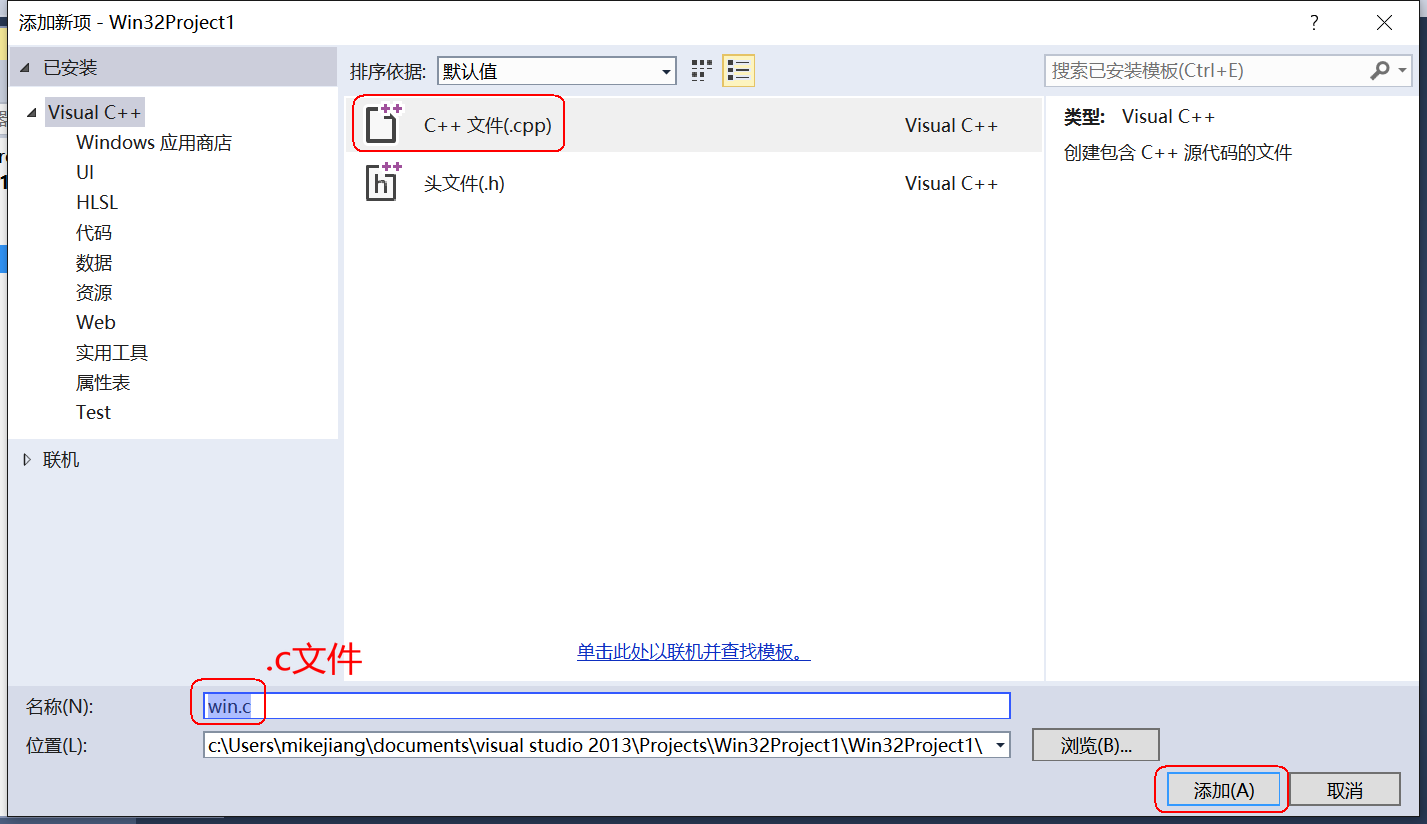 添加新项 - Win32Project1
?
已安装
排序依据: 默认值
搜索已安装模板(Ctrl+E)
Visual C++
Windows 应用商店
UI
HLSL
代码
数据
资源
Web
实用工具
属性表
Test
联机
C++ 文件(.cpp) Visual C++
头文件(.h) Visual C++
类型: Visual C++
创建包含 C++ 源代码的文件
单击此处以联机并查找模板。
.c文件
名称(N): win.c
位置(L): c:\Users\mikejiang\documents\visual studio 2013\Projects\Win32Project1\Win32Project1\
浏览(B)...
添加(A) 取消